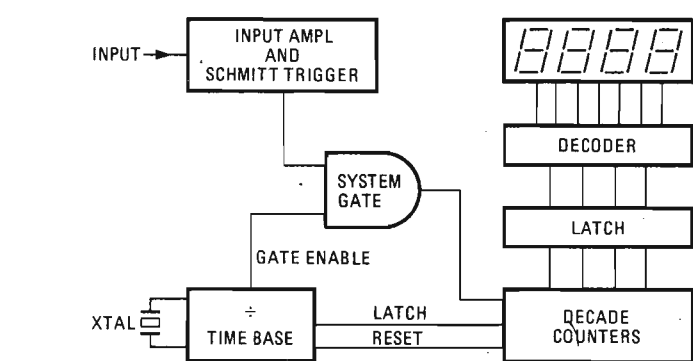 INPUT
INPUT AMPL
AND
SCHMITT TRIGGER
8888
DECODER
SYSTEM
GATE
LATCH
GATE ENABLE
XTAL
÷
TIME BASE
LATCH
RESET
DECADE
COUNTERS